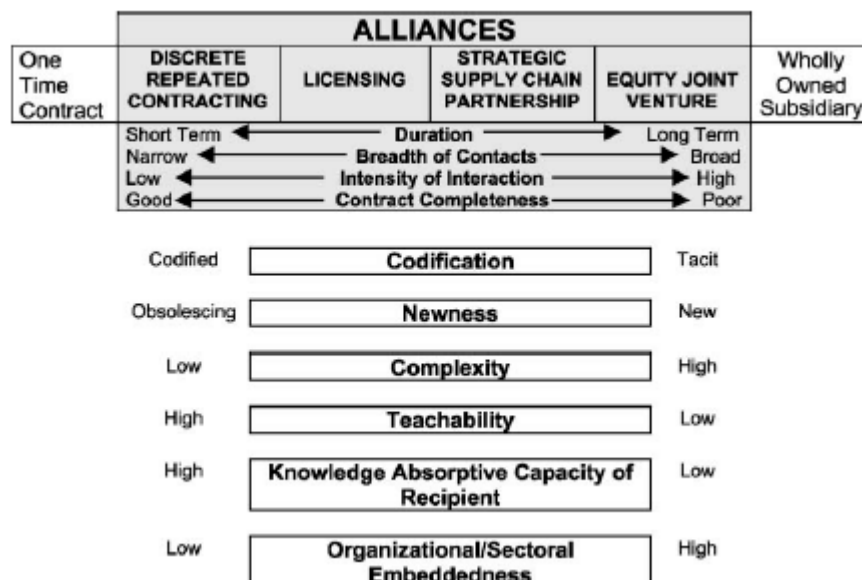 ALLIANCES
One Time Contract
DISCRETE REPEATED CONTRACTING
LICENSING
STRATEGIC SUPPLY CHAIN PARTNERSHIP
EQUITY JOINT VENTURE
Wholly Owned Subsidiary
Short Term Duration Long Term
Narrow Breadth of Contacts Broad
Low Intensity of Interaction High
Good Contract Completeness Poor
Codified Codification Tacit
Obsolescing Newness New
Low Complexity High
High Teachability Low
High Knowledge Absorptive Capacity of Recipient Low
Low Organizational/Sectoral Embeddedness High